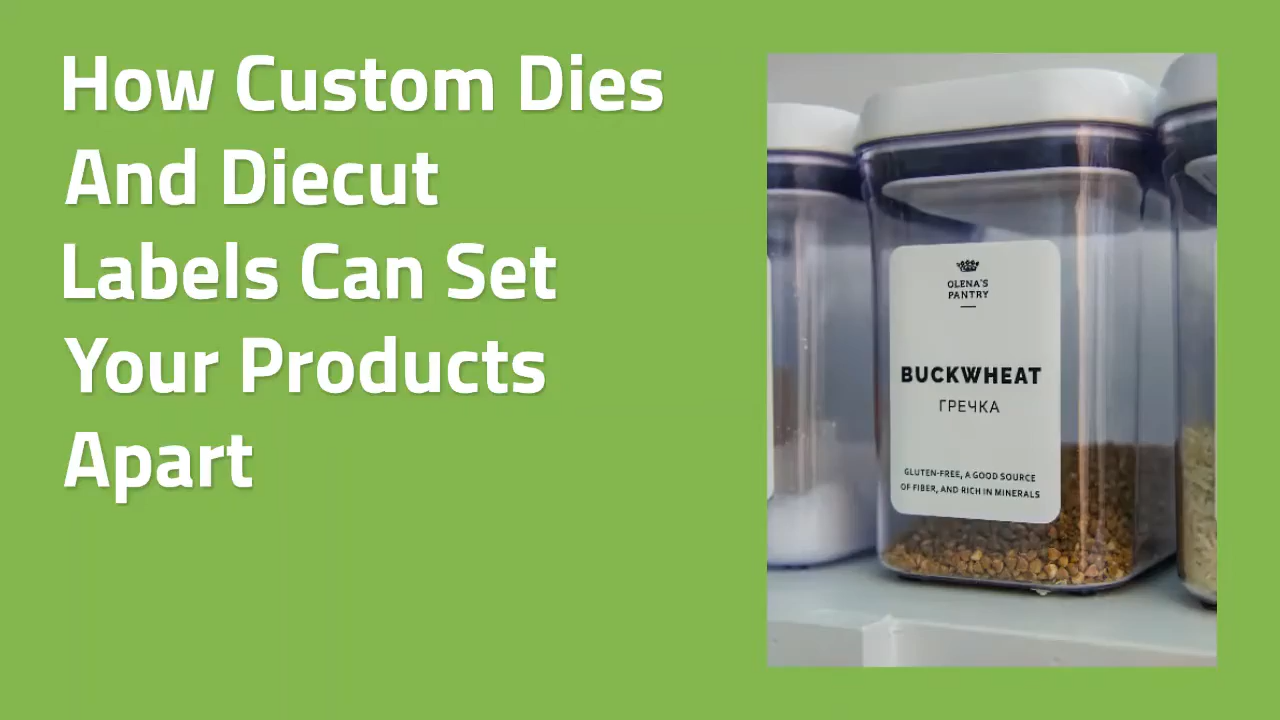 How Custom Dies
And Diecut
Labels Can Set
Your Products
Apart
OLENA'S
PANTRY
BUCKWHEAT
ГРЕЧКА
GLUTEN-FREE, A GOOD SOURCE
OF FIBER, AND RICH IN MINERALS